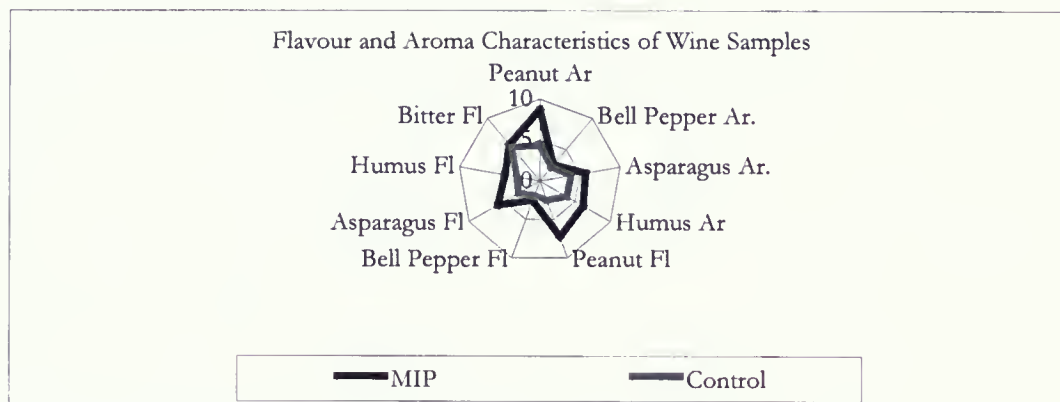 Flavour and Aroma Characteristics of Wine Samples
Peanut Ar
10
Bitter Fl
Bell Pepper Ar.
5
Humus Fl
Asparagus Ar.
0
Asparagus Fl
Humus Ar
Bell Pepper Fl
Peanut Fl
MIP
Control